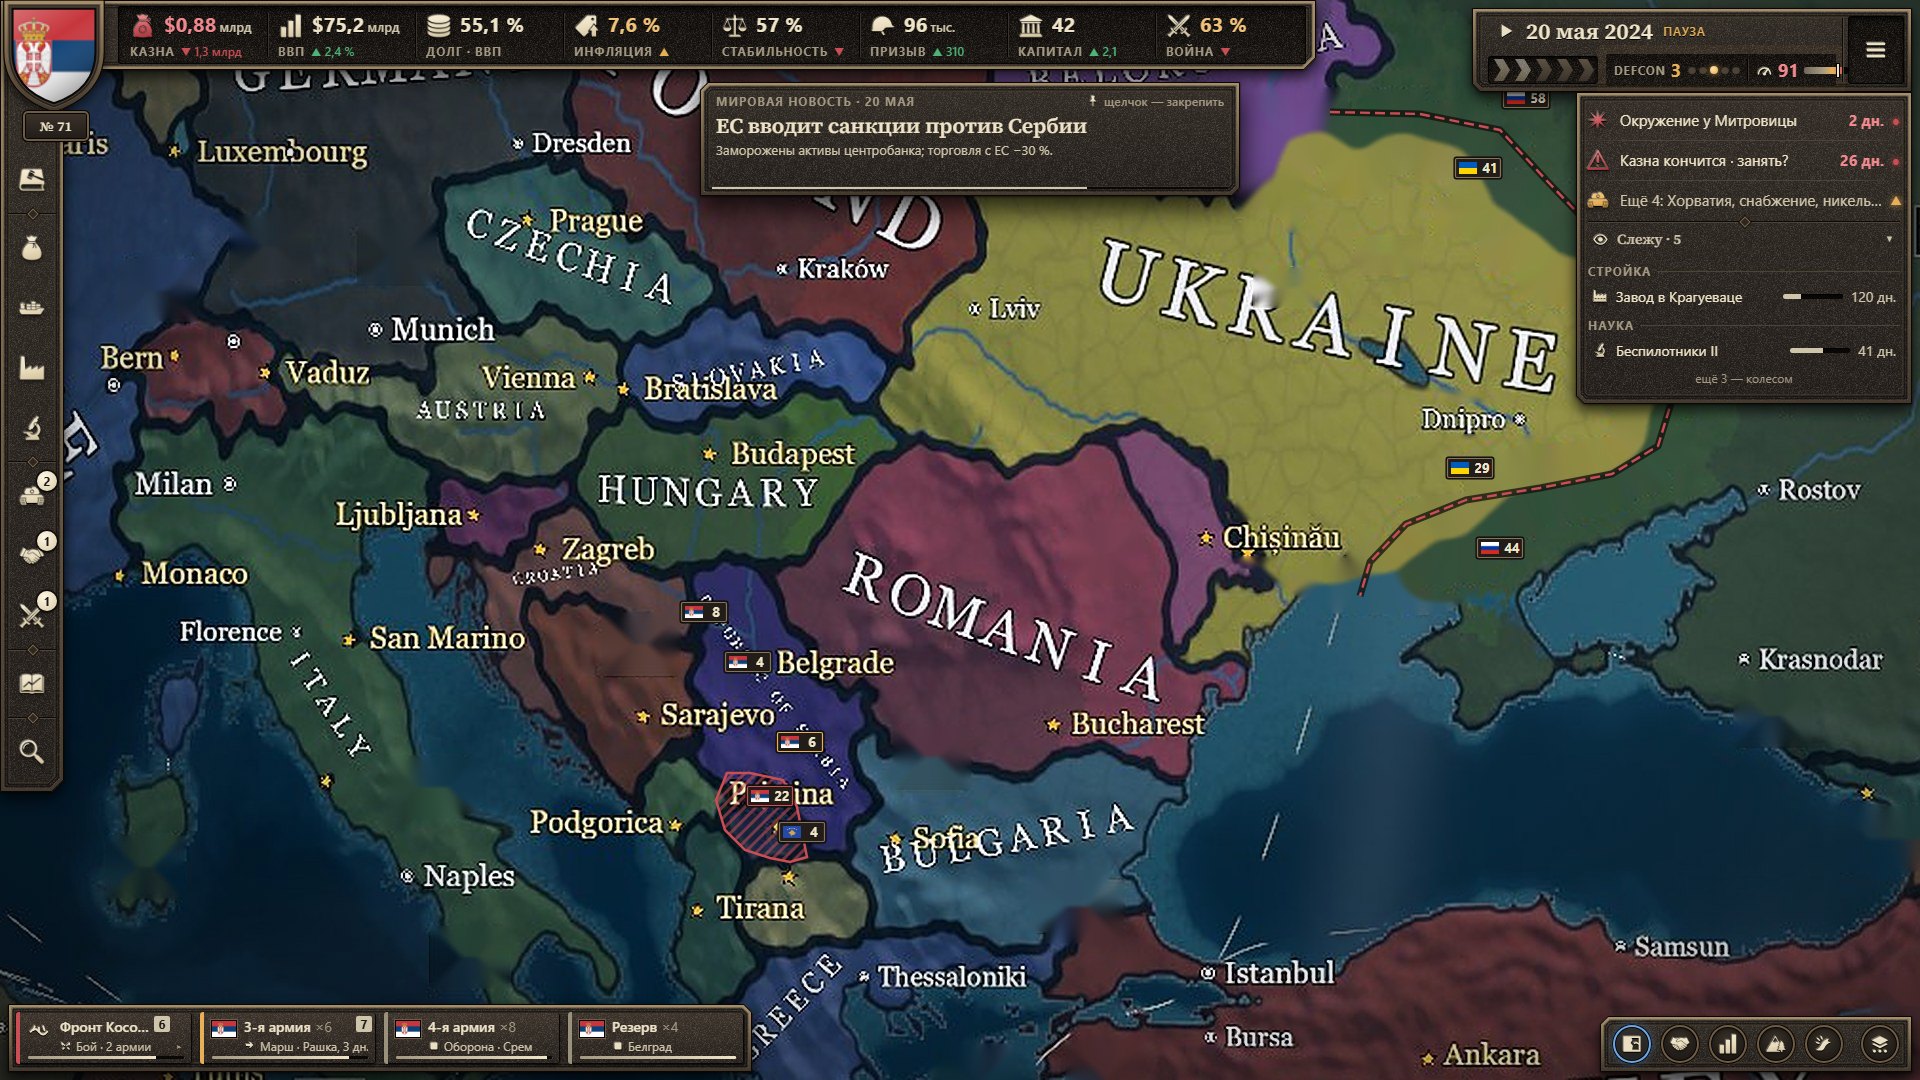 $0,88 млрд
КАЗНА ▼ 1,3 млрд
$75,2 млрд
ВВП ▲ 2,4 %
55,1 %
ДОЛГ · ВВП
7,6 %
ИНФЛЯЦИЯ ▲
57 %
СТАБИЛЬНОСТЬ ▼
96 тыс.
ПРИЗЫВ ▲ 310
42
КАПИТАЛ ▲ 2,1
63 %
ВОЙНА ▼
20 мая 2024 ПАУЗА
DEFCON 3
91
№ 71
МИРОВАЯ НОВОСТЬ · 20 МАЯ
щелчок — закрепить
ЕС вводит санкции против Сербии
Заморожены активы центробанка; торговля с ЕС −30 %.
Окружение у Митровицы 2 дн.
Казна кончится · занять? 26 дн.
Ещё 4: Хорватия, снабжение, никель...
Слежу · 5
СТРОЙКА
Завод в Крагуеваце 120 дн.
НАУКА
Беспилотники II 41 дн.
ещё 3 — колесом
2
1
1
58
41
Luxembourg
Dresden
Prague
CZECHIA
Kraków
Lviv
UKRAINE
Munich
Bern
Vaduz
Vienna
AUSTRIA
SLOVAKIA
Bratislava
Dnipro
29
Budapest
HUNGARY
Milan
Ljubljana
Rostov
Zagreb
CROATIA
Chișinău
44
Monaco
ROMANIA
8
Florence
San Marino
4
Belgrade
Krasnodar
ITALY
Sarajevo
Bucharest
6
22
4
Podgorica
Sofia
BULGARIA
Naples
Tirana
Samsun
Thessaloniki
Istanbul
GREECE
Bursa
Ankara
Фронт Косо... 6
Бой · 2 армии
3-я армия ×6 7
Марш · Рашка, 3 дн.
4-я армия ×8
Оборона · Срем
Резерв ×4
Белград